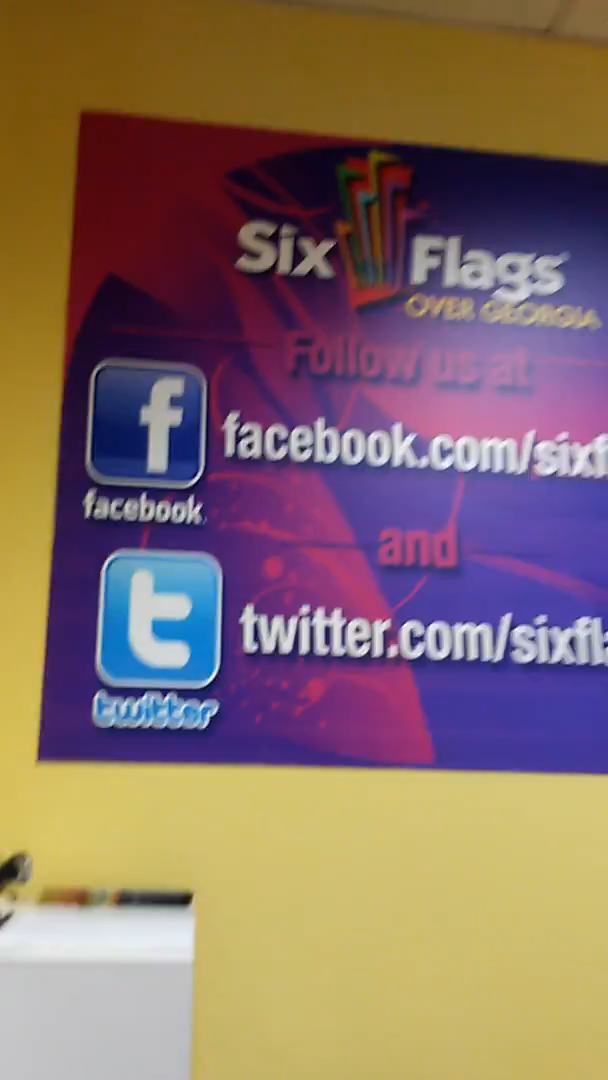 Six Flags
OVER GEORGIA
Follow us at
f
facebook.com/sixf
facebook
and
t
twitter.com/sixfla
twitter